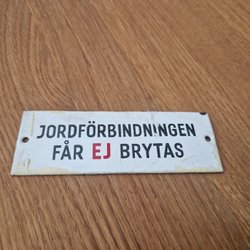 JORDFÖRBINDNINGEN
FÅR EJ BRYTAS